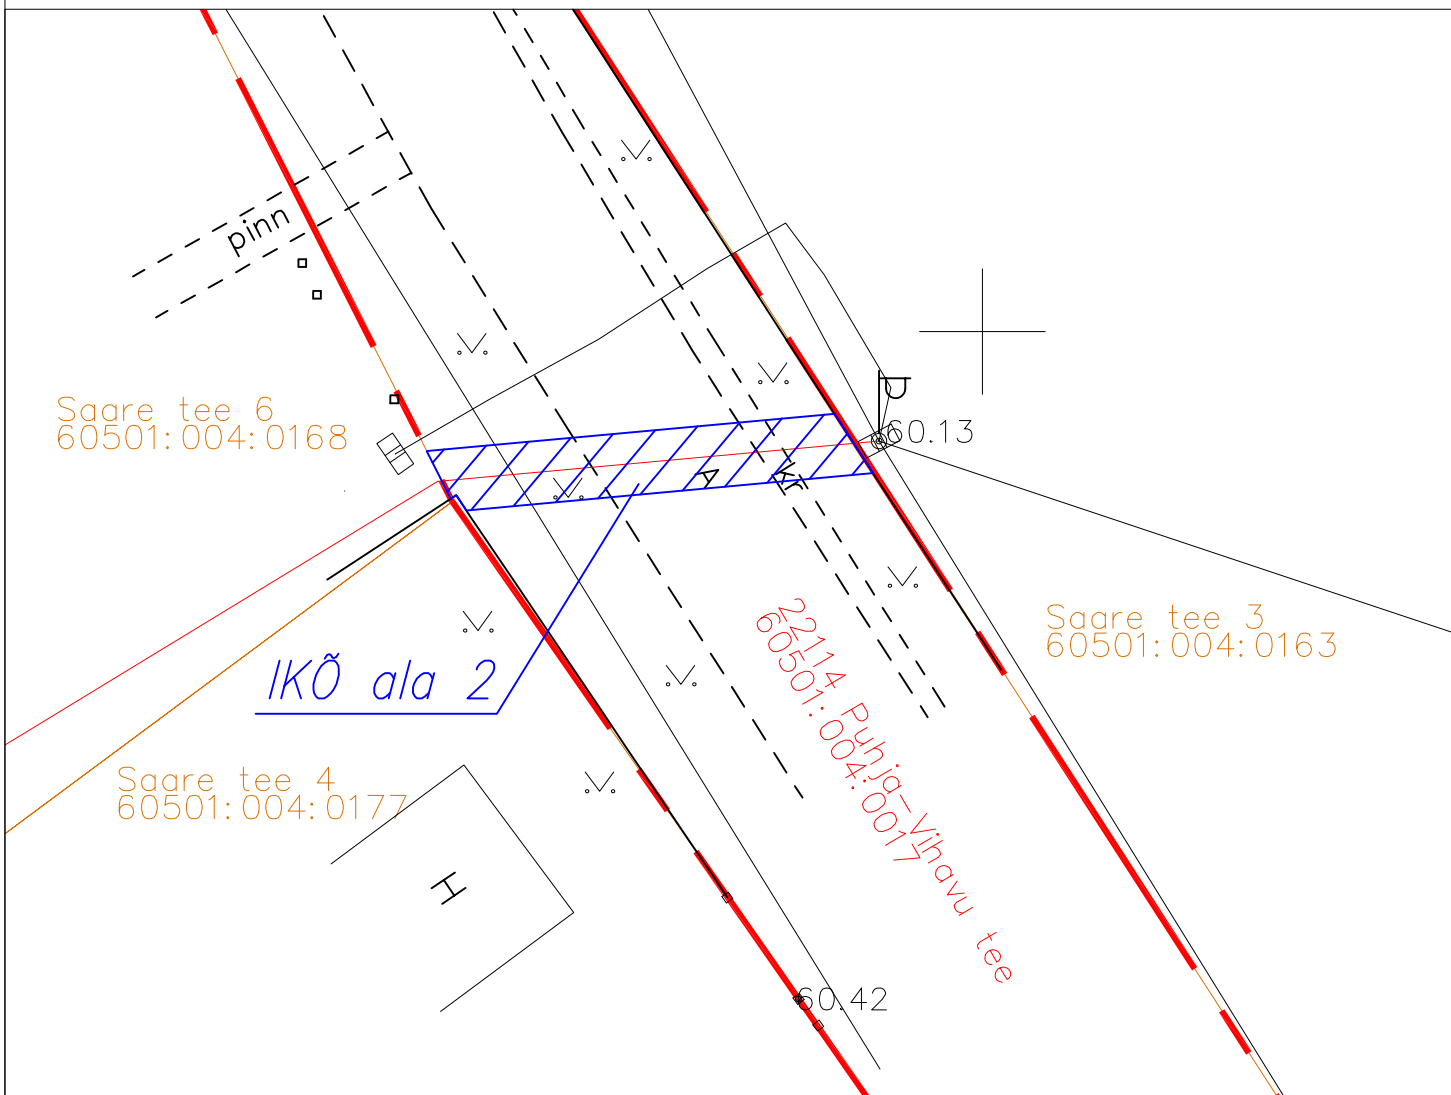 pinn
Saare tee 6
60501:004:0168
P
60.13
A
Kr
Saare tee 3
60501:004:0163
22114 Puhja-Vihavu tee
60501:004:0017
IKÕ ala 2
Saare tee 4
60501:004:0177
H
60.42